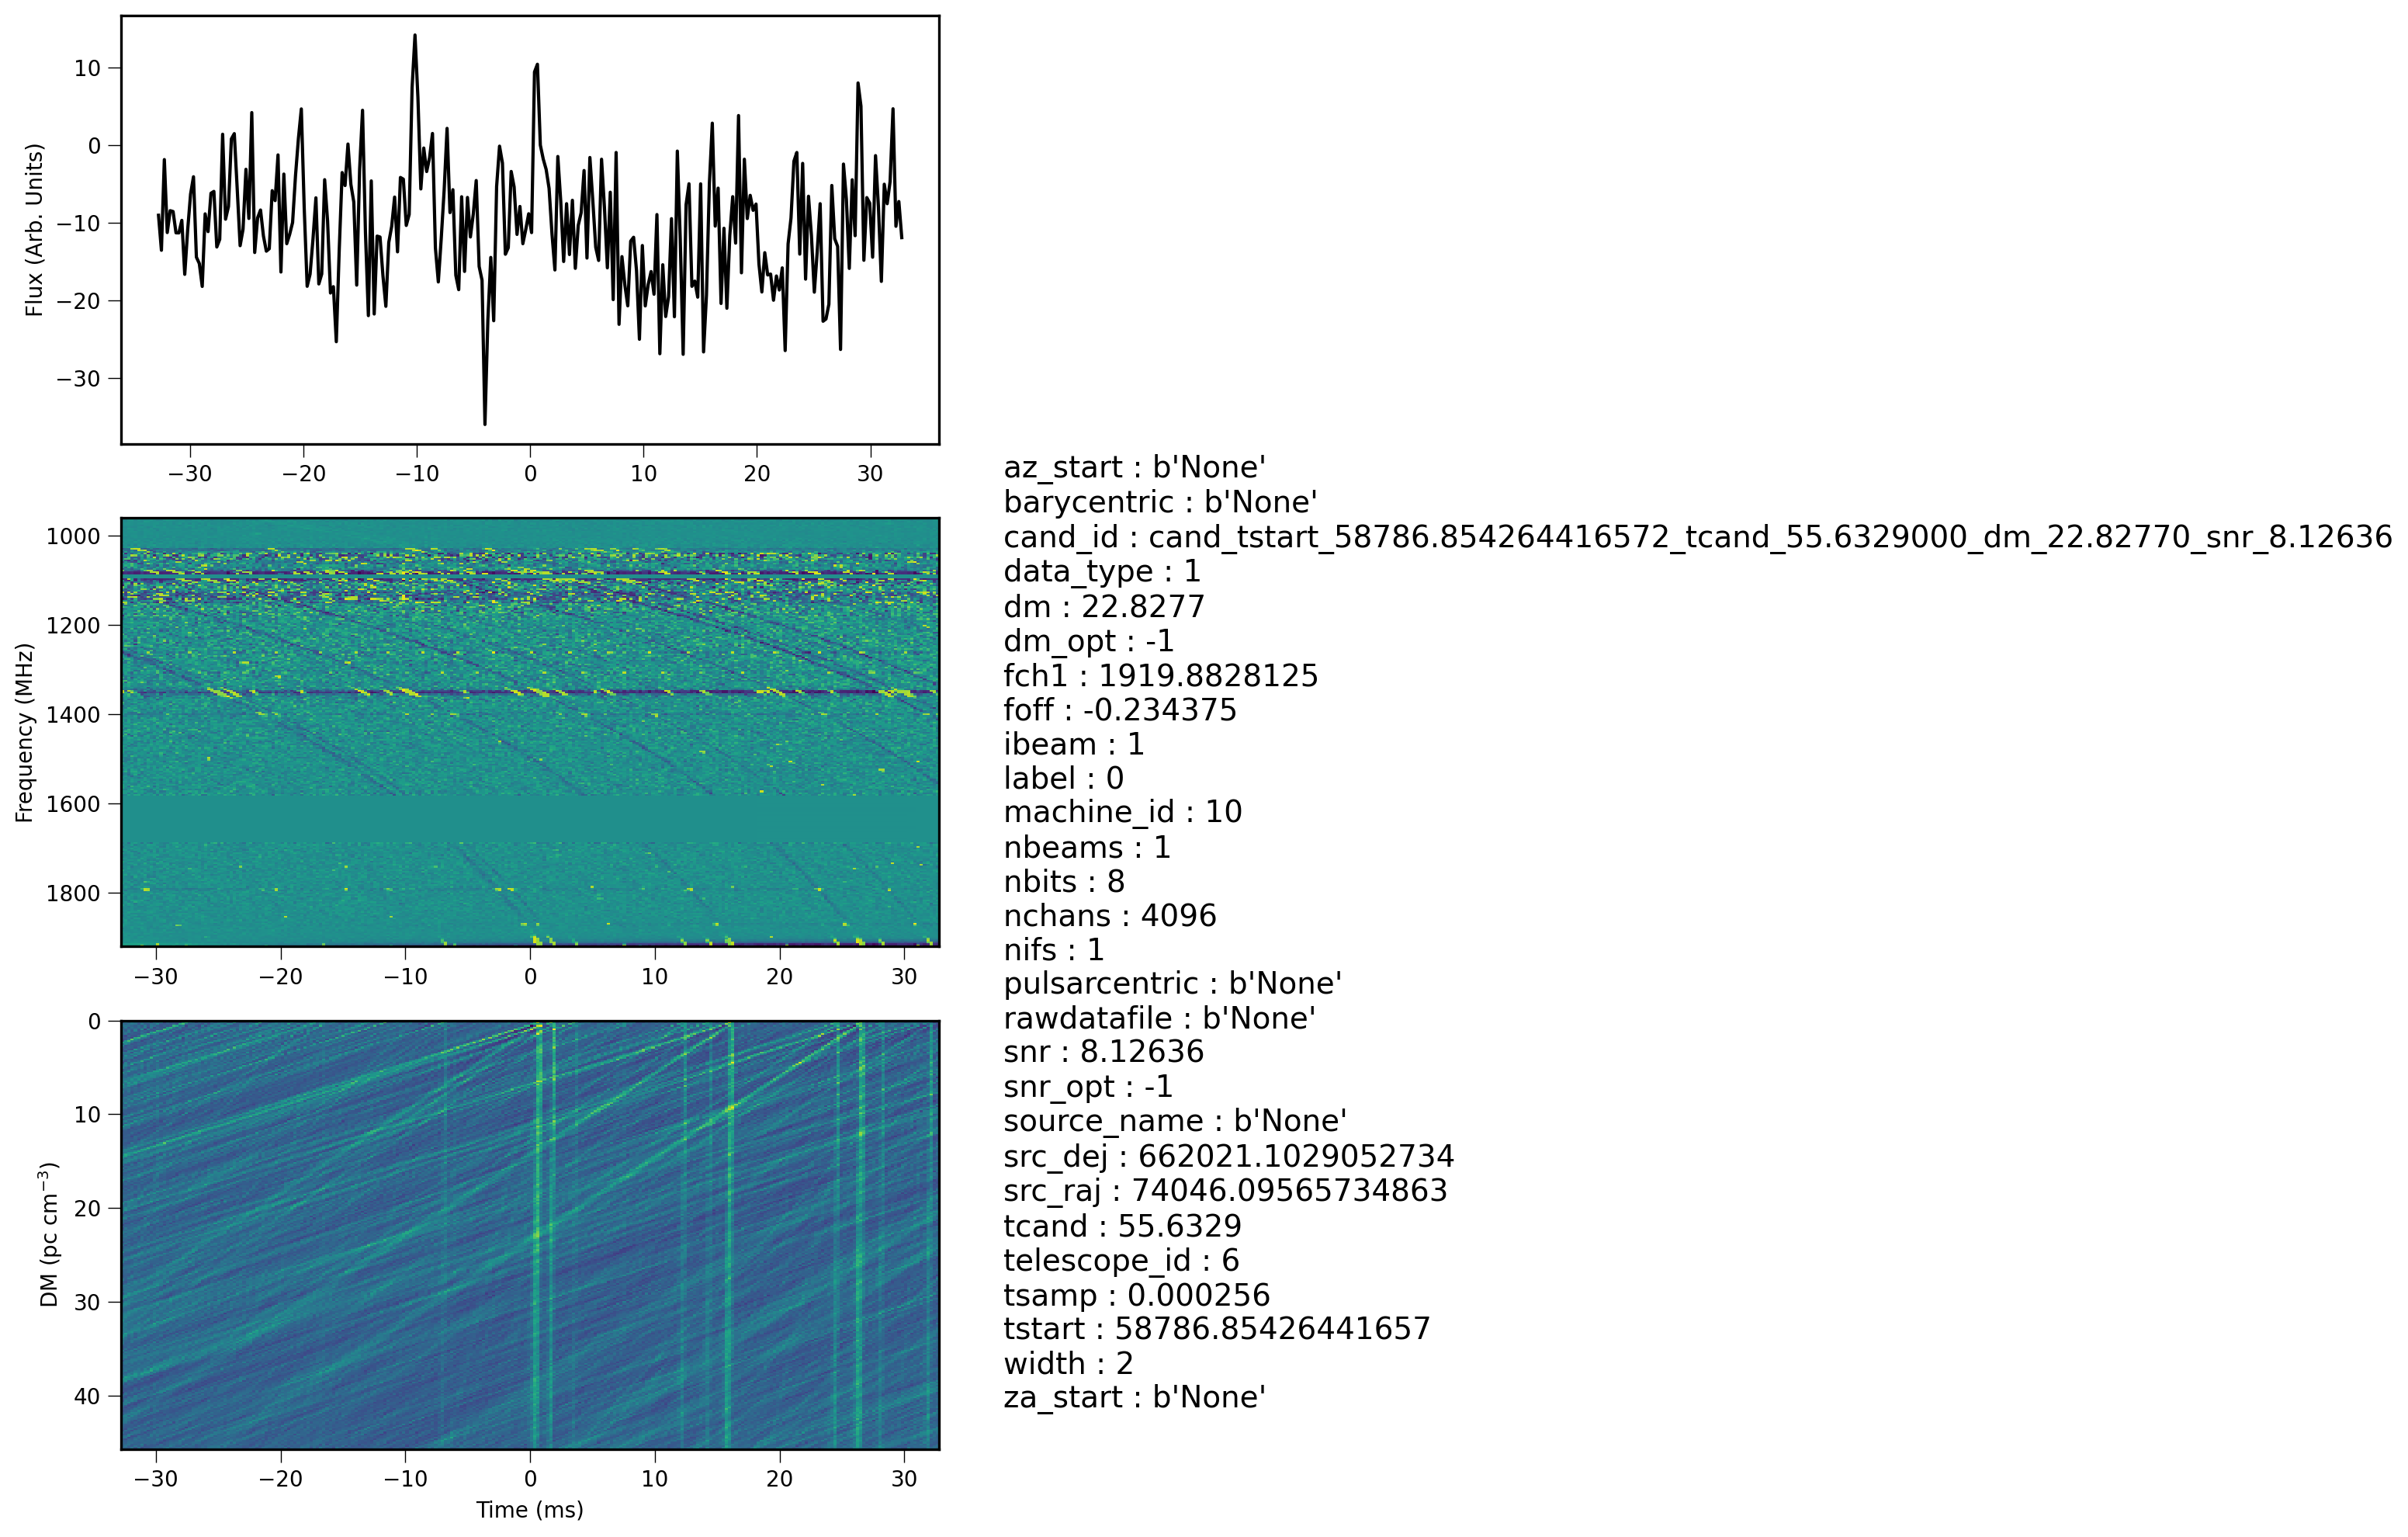 10
0
−10
−20
−30
Flux (Arb. Units)
−30 −20 −10 0 10 20 30
1000
1200
1400
1600
1800
Frequency (MHz)
−30 −20 −10 0 10 20 30
0
10
20
30
40
DM (pc cm⁻³)
−30 −20 −10 0 10 20 30
Time (ms)
az_start : b'None'
barycentric : b'None'
cand_id : cand_tstart_58786.854264416572_tcand_55.6329000_dm_22.82770_snr_8.12636
data_type : 1
dm : 22.8277
dm_opt : -1
fch1 : 1919.8828125
foff : -0.234375
ibeam : 1
label : 0
machine_id : 10
nbeams : 1
nbits : 8
nchans : 4096
nifs : 1
pulsarcentric : b'None'
rawdatafile : b'None'
snr : 8.12636
snr_opt : -1
source_name : b'None'
src_dej : 662021.1029052734
src_raj : 74046.09565734863
tcand : 55.6329
telescope_id : 6
tsamp : 0.000256
tstart : 58786.85426441657
width : 2
za_start : b'None'